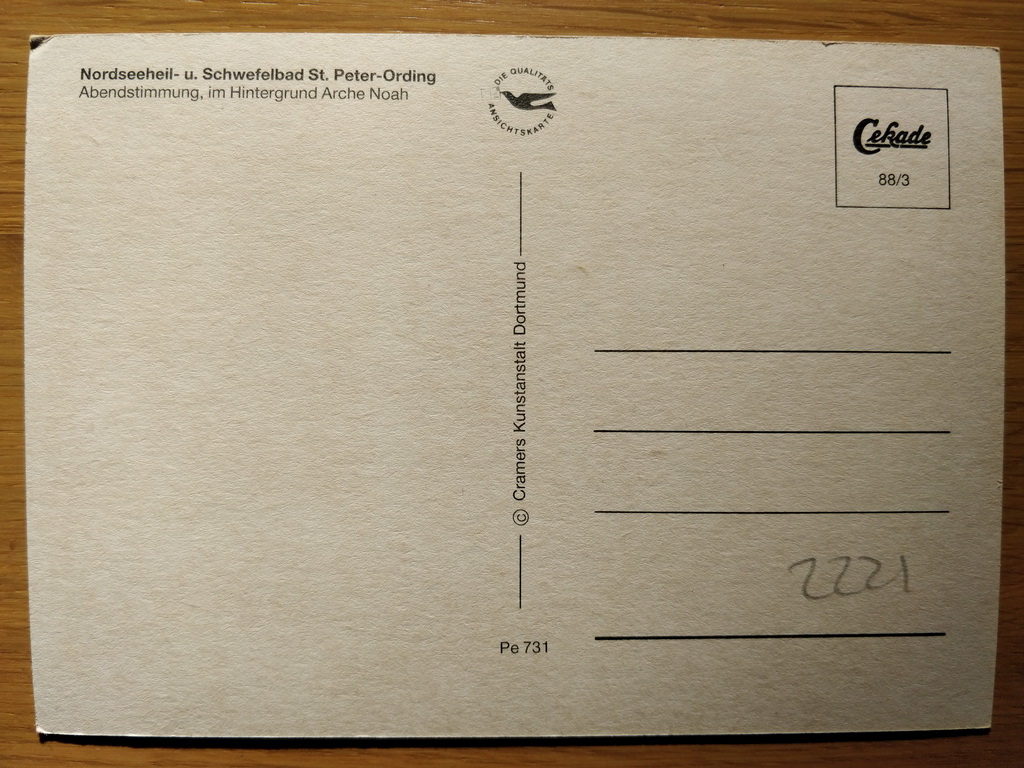 Nordseeheil- u. Schwefelbad St. Peter-Ording
Abendstimmung, im Hintergrund Arche Noah
DIE QUALITÄTS
ANSICHTSKARTE
© Cramers Kunstanstalt Dortmund
Pe 731
Cekade
88/3
2221